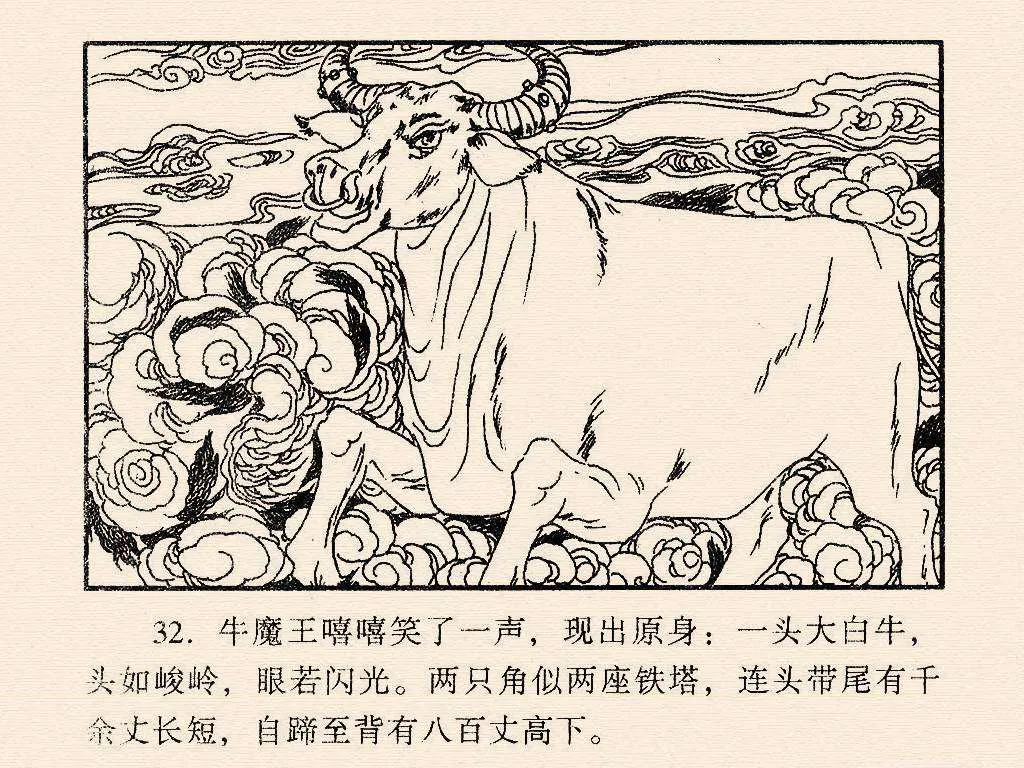 32. 牛魔王嘻嘻笑了一声，现出原身：一头大白牛，
头如峻岭，眼若闪光。两只角似两座铁塔，连头带尾有千
余丈长短，自蹄至背有八百丈高下。